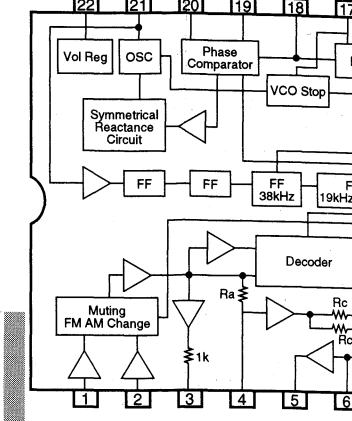 22 21 20 19 18 17
Vol Reg
OSC
Phase
Comparator
VCO Stop
Symmetrical
Reactance
Circuit
FF
FF
FF
38kHz
F
19kHz
Decoder
Ra
Rc
Rc
Muting
FM AM Change
1k
1 2 3 4 5 6